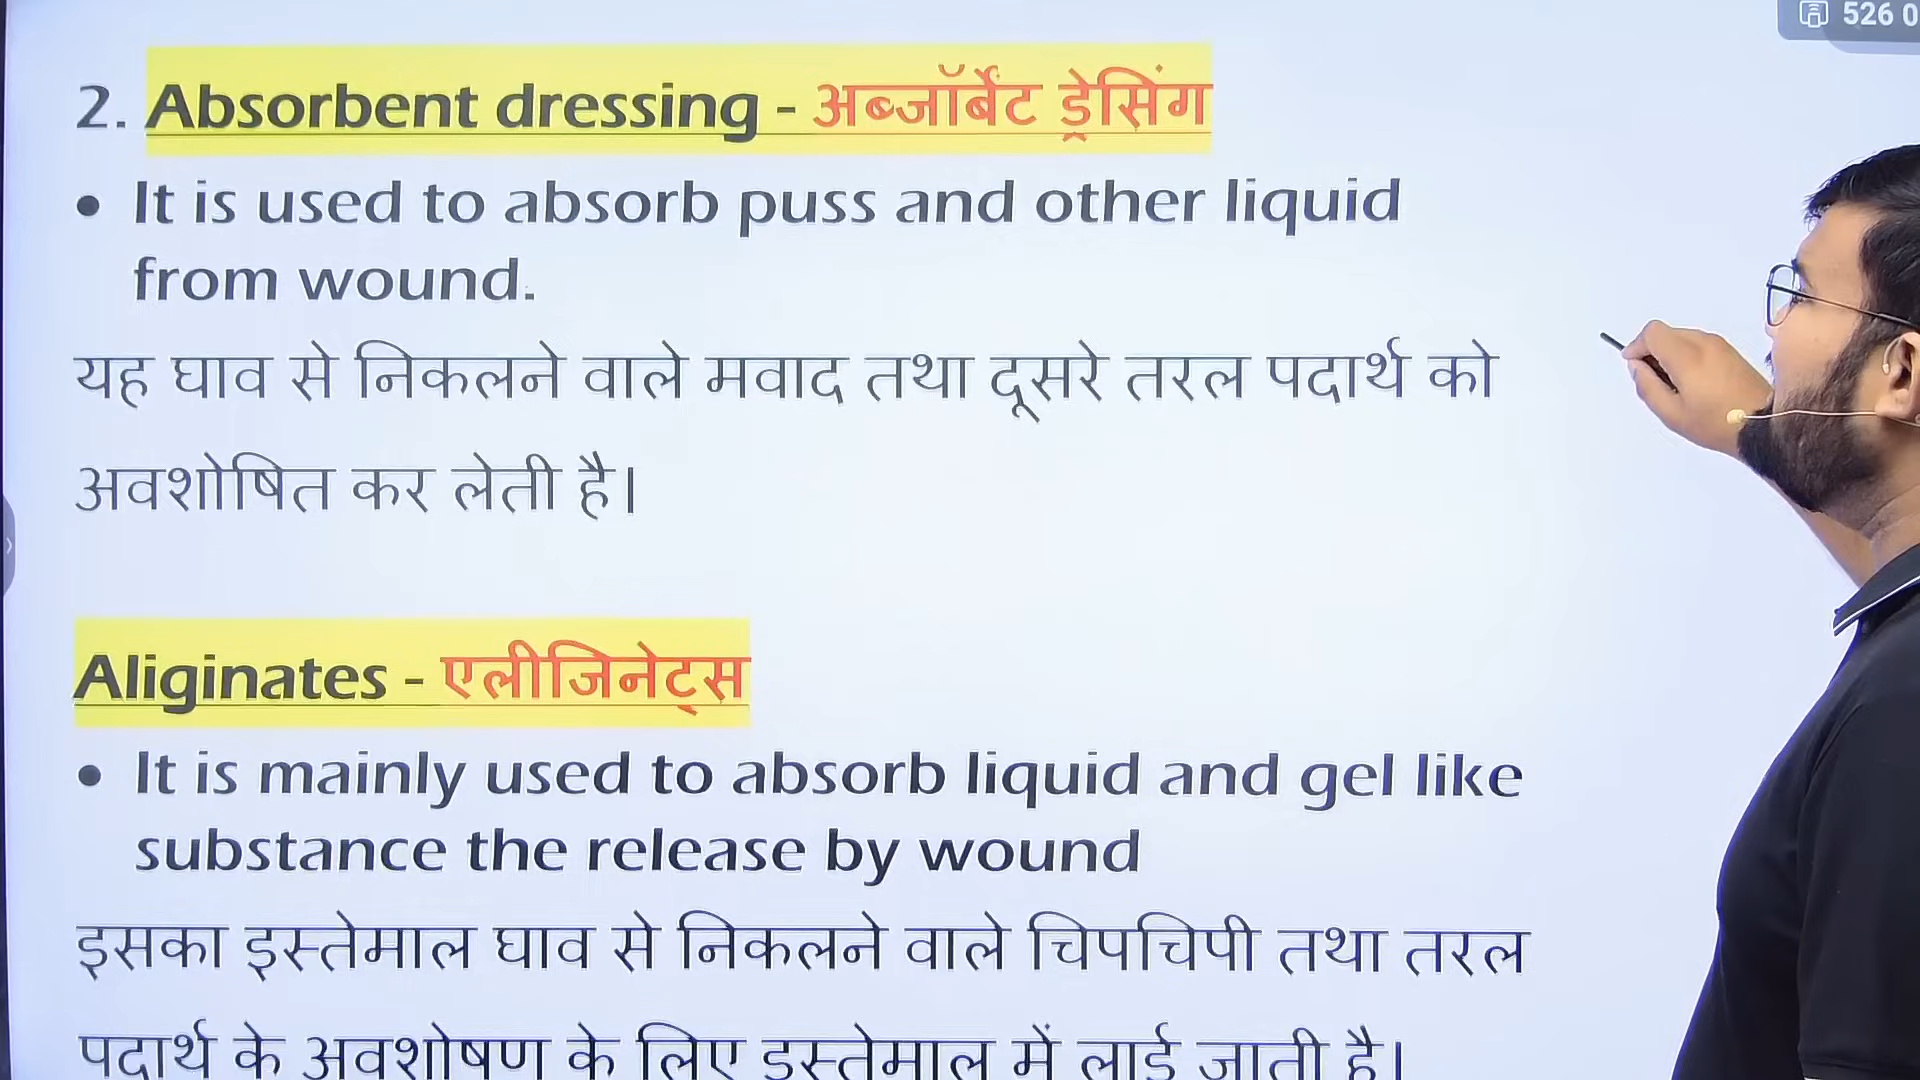 526 0
2. Absorbent dressing - अब्जॉर्बेंट ड्रेसिंग
• It is used to absorb puss and other liquid
from wound.
यह घाव से निकलने वाले मवाद तथा दूसरे तरल पदार्थ को
अवशोषित कर लेती है।
Aliginates - एलीजिनेट्स
• It is mainly used to absorb liquid and gel like
substance the release by wound
इसका इस्तेमाल घाव से निकलने वाले चिपचिपी तथा तरल
पदार्थ के अवशोषण के लिए इस्तेमाल में लाई जाती है।